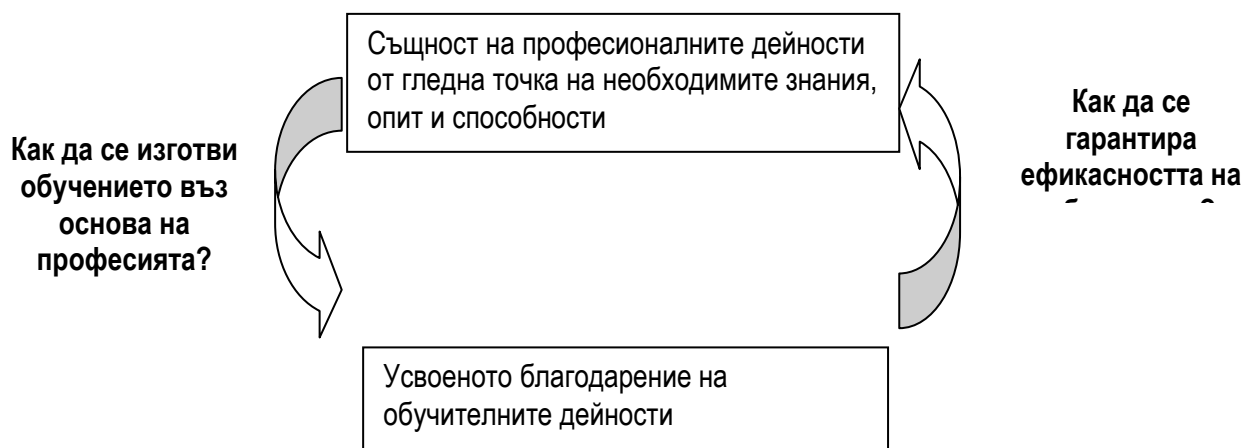 Същност на професионалните дейности
от гледна точка на необходимите знания,
опит и способности
Как да се изготви
обучението въз
основа на
професията?
Как да се
гарантира
ефикасността на
Усвоеното благодарение на
обучителните дейности